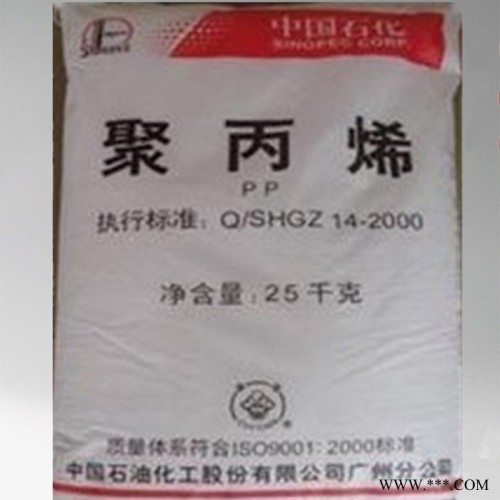 中国石化
SINOPEC CORP.
SINOPEC
聚丙烯
PP
执行标准：Q/SHGZ 14-2000
净含量：25千克
质量体系符合ISO9001：2000标准
中国石油化工股份有限公司广州分公司
www.***.COM